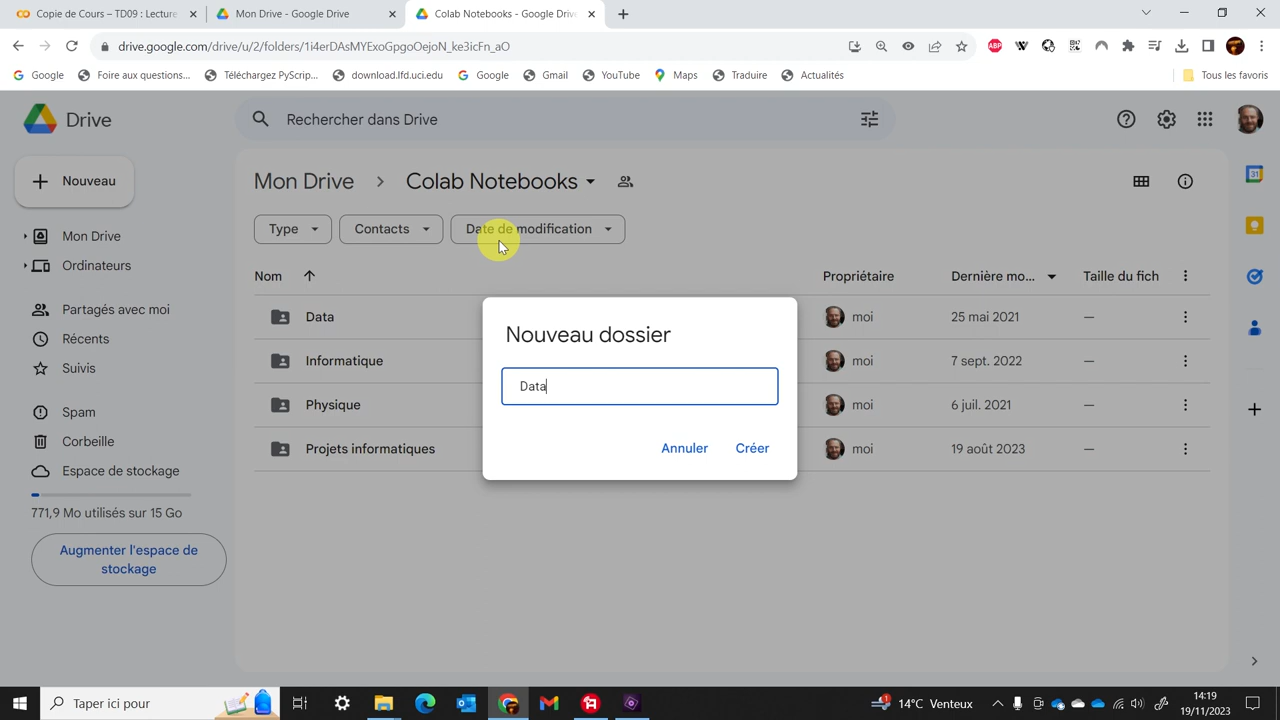 Copie de Cours – TD09 : Lecture
Mon Drive - Google Drive
Colab Notebooks - Google Drive
drive.google.com/drive/u/2/folders/1i4erDAsMYExoGpgoOejoN_ke3icFn_aO
ABP
W
Google
Foire aux questions...
Téléchargez PyScrip...
download.lfd.uci.edu
Google
Gmail
YouTube
Maps
Traduire
Actualités
Tous les favoris
Drive
Rechercher dans Drive
Nouveau
Mon Drive
Colab Notebooks
Type
Contacts
Date de modification
Mon Drive
Ordinateurs
Partagés avec moi
Récents
Suivis
Spam
Corbeille
Espace de stockage
771,9 Mo utilisés sur 15 Go
Augmenter l'espace de
stockage
Nom
Propriétaire
Dernière mo...
Taille du fich
Data
moi
25 mai 2021
—
Informatique
moi
7 sept. 2022
—
Physique
moi
6 juil. 2021
—
Projets informatiques
moi
19 août 2023
—
Nouveau dossier
Data
Annuler
Créer
31
Taper ici pour
1
14°C Venteux
14:19
19/11/2023